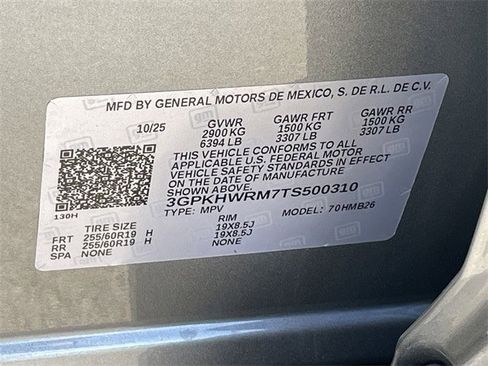 MFD BY GENERAL MOTORS DE MEXICO, S. DE R.L. DE C.V.
10/25 GVWR GAWR FRT GAWR RR
2900 KG 1500 KG 1500 KG
6394 LB 3307 LB 3307 LB
THIS VEHICLE CONFORMS TO ALL
APPLICABLE U.S. FEDERAL MOTOR
VEHICLE SAFETY STANDARDS IN EFFECT
ON THE DATE OF MANUFACTURE
SHOWN ABOVE.
3GPKHWRM7TS500310
TYPE: MPV MODEL: 70HMB26
130H
TIRE SIZE RIM
FRT 255/60R19 H 19X8.5J
RR 255/60R19 H 19X8.5J
SPA NONE NONE